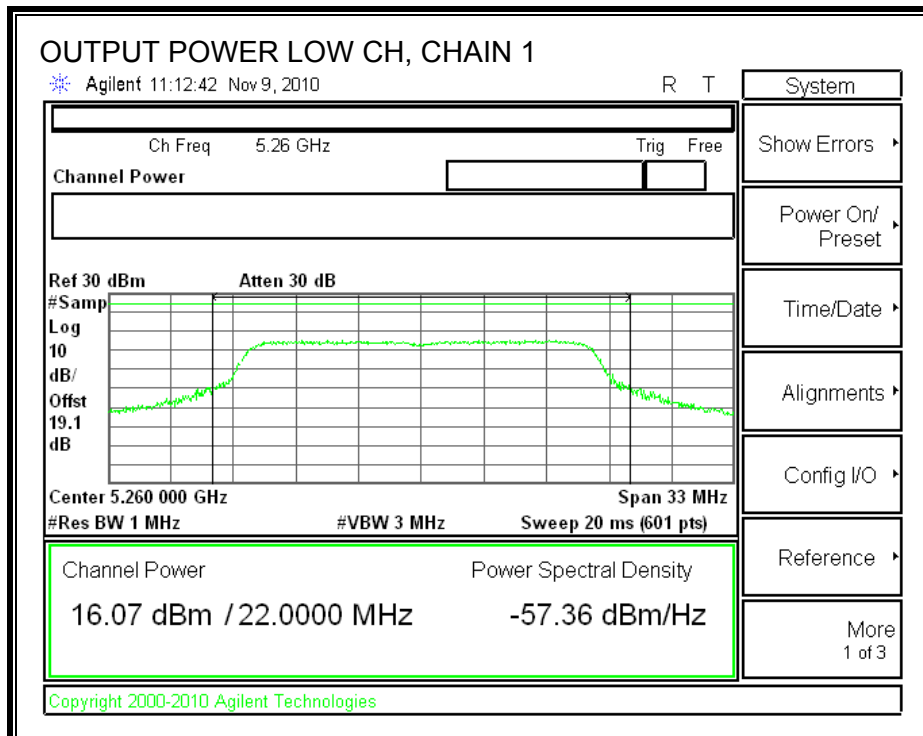 OUTPUT POWER LOW CH, CHAIN 1
Agilent 11:12:42 Nov 9, 2010 R T
System
Ch Freq 5.26 GHz Trig Free
Channel Power
Show Errors
Power On/
Preset
Ref 30 dBm Atten 30 dB
#Samp
Log
10
dB/
Offst
19.1
dB
Time/Date
Alignments
Config I/O
Center 5.260 000 GHz Span 33 MHz
#Res BW 1 MHz #VBW 3 MHz Sweep 20 ms (601 pts)
Channel Power Power Spectral Density
16.07 dBm / 22.0000 MHz -57.36 dBm/Hz
Reference
More
1 of 3
Copyright 2000-2010 Agilent Technologies